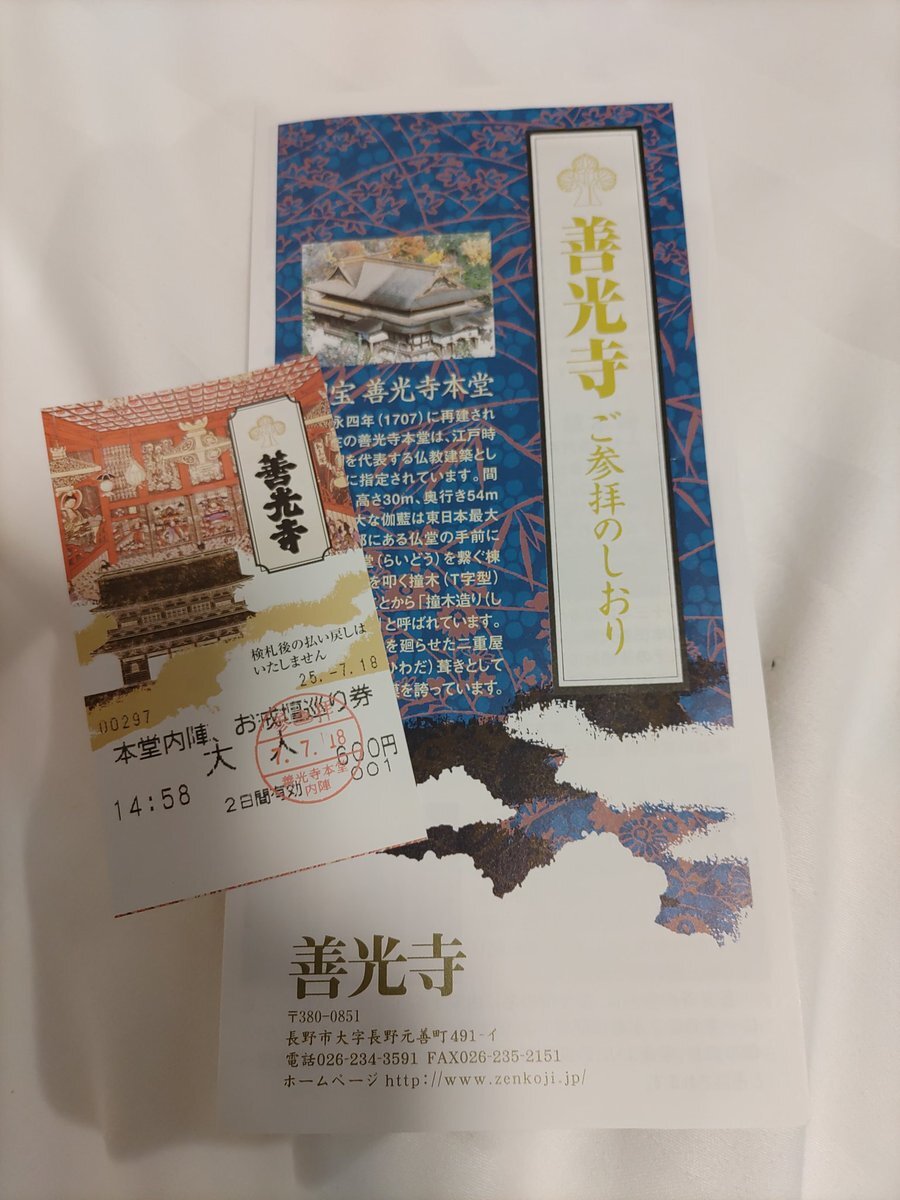 善光寺 ご参拝のしおり
宝 善光寺本堂
永四年(1707)に再建され
の善光寺本堂は、江戸時
を代表する仏教建築とし
に指定されています。間
高さ30m、奥行き54m
大な伽藍は東日本最大
にある仏堂の手前に
堂(らいどう)を繋ぐ棟
を叩く撞木(T字型)
とから「撞木造り(し
と呼ばれています。
を廻らせた二重屋
ひわだ)葺きとして
を誇っています。
善光寺
検札後の払い戻しは
いたしません
25.-7.18
00297
本堂内陣、お戒壇巡り券
大人 600円
001
14:58 2日間有効
7.7.18
善光寺本堂
内陣
善光寺
〒380-0851
長野市大字長野元善町491-イ
電話026-234-3591 FAX026-235-2151
ホームページ http://www.zenkoji.jp/